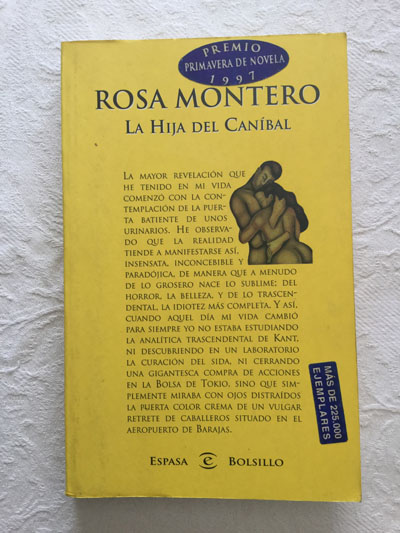 PREMIO
PRIMAVERA DE NOVELA
1997
ROSA MONTERO
LA HIJA DEL CANÍBAL
LA MAYOR REVELACIÓN QUE
HE TENIDO EN MI VIDA
COMENZÓ CON LA CON-
TEMPLACIÓN DE LA PUER-
TA BATIENTE DE UNOS
URINARIOS. HE OBSERVA-
DO QUE LA REALIDAD
TIENDE A MANIFESTARSE ASÍ,
INSENSATA, INCONCEBIBLE Y
PARADÓJICA, DE MANERA QUE A MENUDO
DE LO GROSERO NACE LO SUBLIME; DEL
HORROR, LA BELLEZA, Y DE LO TRASCEN-
DENTAL, LA IDIOTEZ MÁS COMPLETA. Y ASÍ,
CUANDO AQUEL DÍA MI VIDA CAMBIÓ
PARA SIEMPRE YO NO ESTABA ESTUDIANDO
LA ANALÍTICA TRASCENDENTAL DE KANT,
NI DESCUBRIENDO EN UN LABORATORIO
LA CURACIÓN DEL SIDA, NI CERRANDO
UNA GIGANTESCA COMPRA DE ACCIONES
EN LA BOLSA DE TOKIO, SINO QUE SIM-
PLEMENTE MIRABA CON OJOS DISTRAÍDOS
LA PUERTA COLOR CREMA DE UN VULGAR
RETRETE DE CABALLEROS SITUADO EN EL
AEROPUERTO DE BARAJAS.
MÁS DE 225.000
EJEMPLARES
ESPASA e BOLSILLO